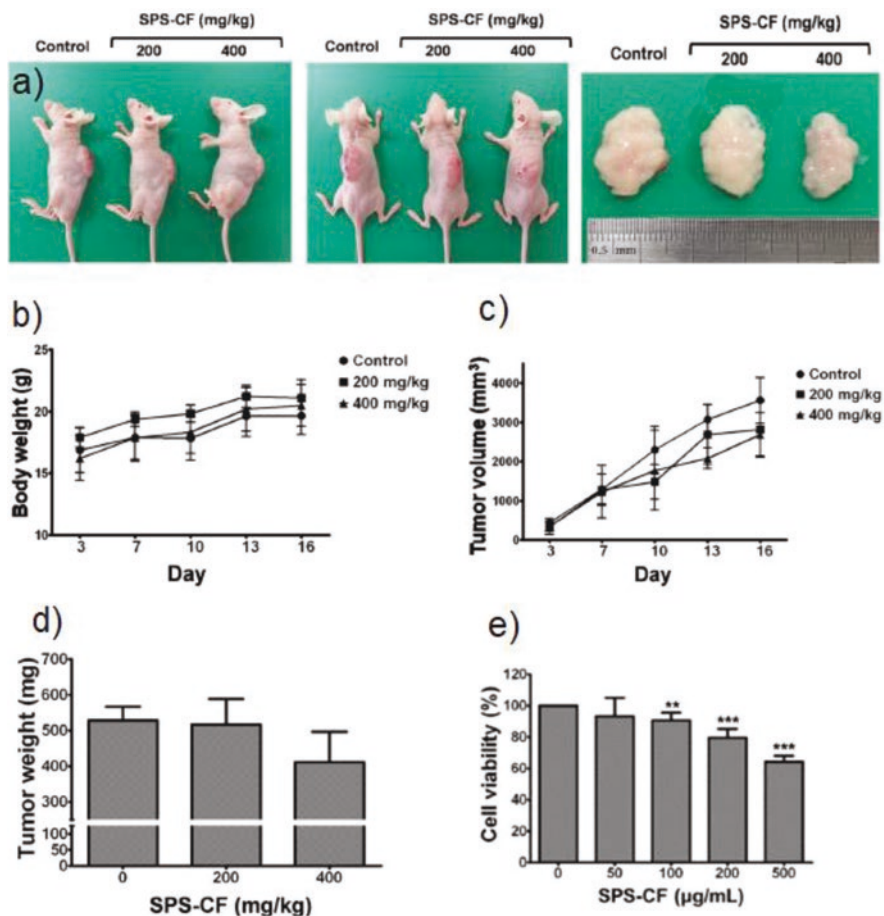 SPS-CF (mg/kg)
Control 200 400
SPS-CF (mg/kg)
Control 200 400
SPS-CF (mg/kg)
Control 200 400
a)
0.5 mm
b)
Body weight (g)
25
20
15
10
3 7 10 13 16
Day
Control
200 mg/kg
400 mg/kg
c)
Tumor volume (mm³)
4000
3000
2000
1000
0
3 7 10 13 16
Day
Control
200 mg/kg
400 mg/kg
d)
Tumor weight (mg)
700
600
500
400
300
100
50
0
0 200 400
SPS-CF (mg/kg)
e)
Cell viability (%)
120
100
80
60
40
20
0
** *** ***
0 50 100 200 500
SPS-CF (µg/mL)